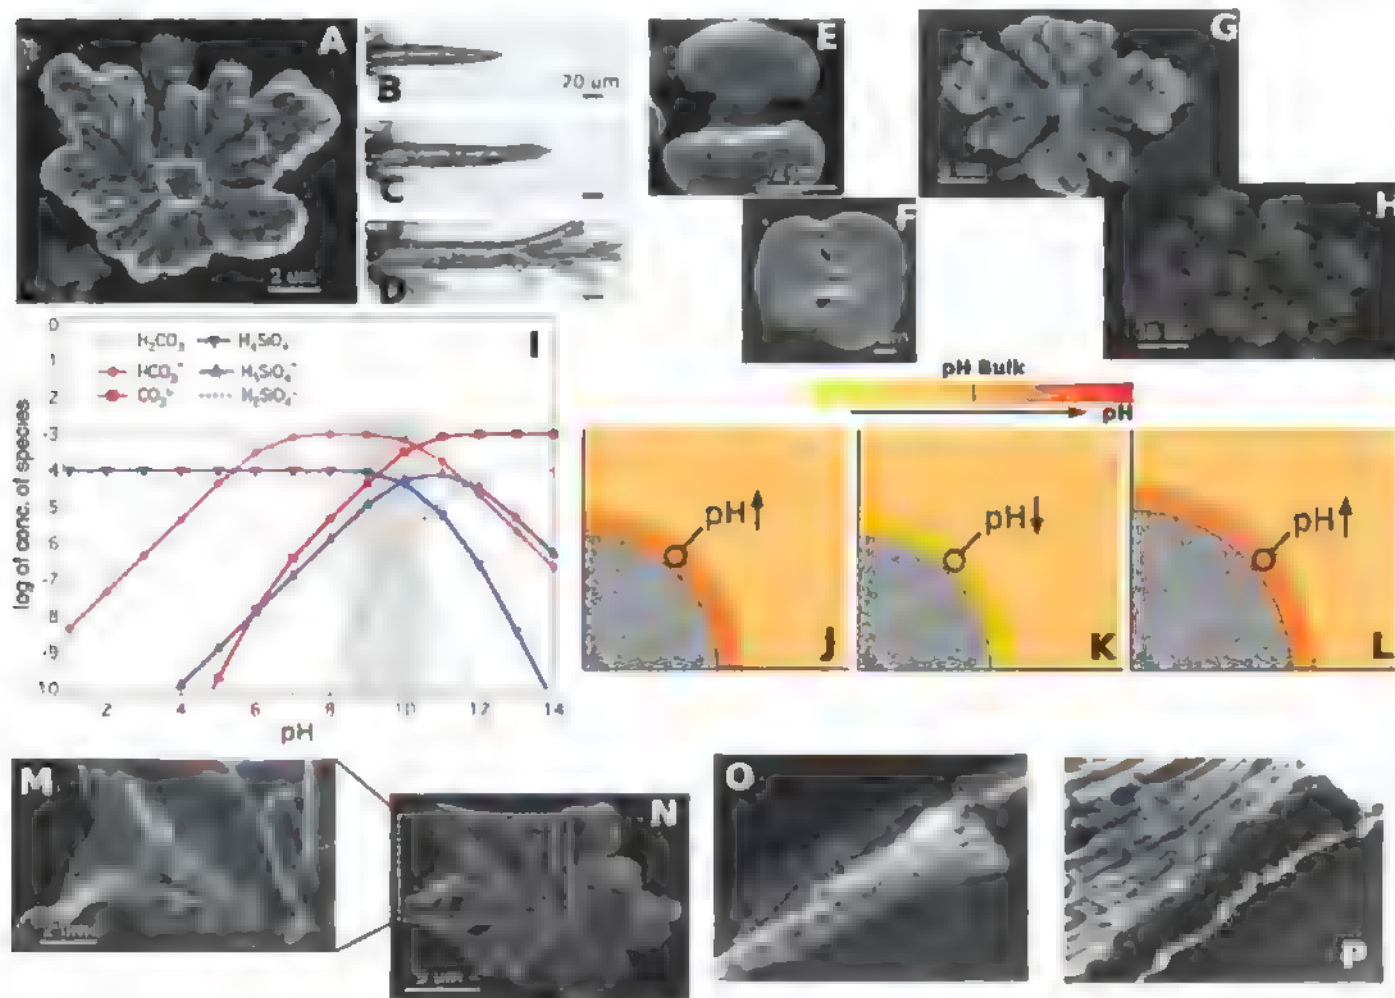 A
B
20 µm
C
D
2 µm
E
F
G
H
I
0
1
2
-3
4
5
6
-7
8
-9
10
H₂CO₃
HCO₃⁻
H₄SiO₄
H₃SiO₄⁻
log of conc. of species
2
4
6
8
10
12
14
pH
pH Bulk
pH
pH↑
J
pH↓
K
pH↑
L
M
N
O
P